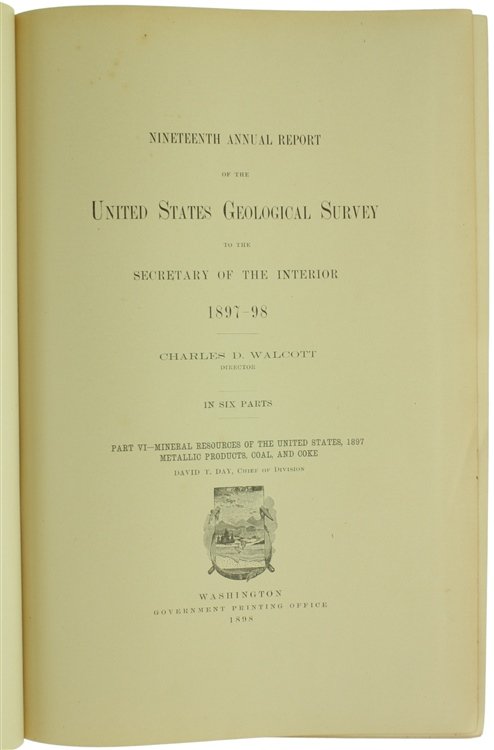 NINETEENTH ANNUAL REPORT
OF THE
UNITED STATES GEOLOGICAL SURVEY
TO THE
SECRETARY OF THE INTERIOR
1897-98
CHARLES D. WALCOTT
DIRECTOR
IN SIX PARTS
PART VI—MINERAL RESOURCES OF THE UNITED STATES, 1897
METALLIC PRODUCTS, COAL, AND COKE
DAVID T. DAY, CHIEF OF DIVISION
WASHINGTON
GOVERNMENT PRINTING OFFICE
1898